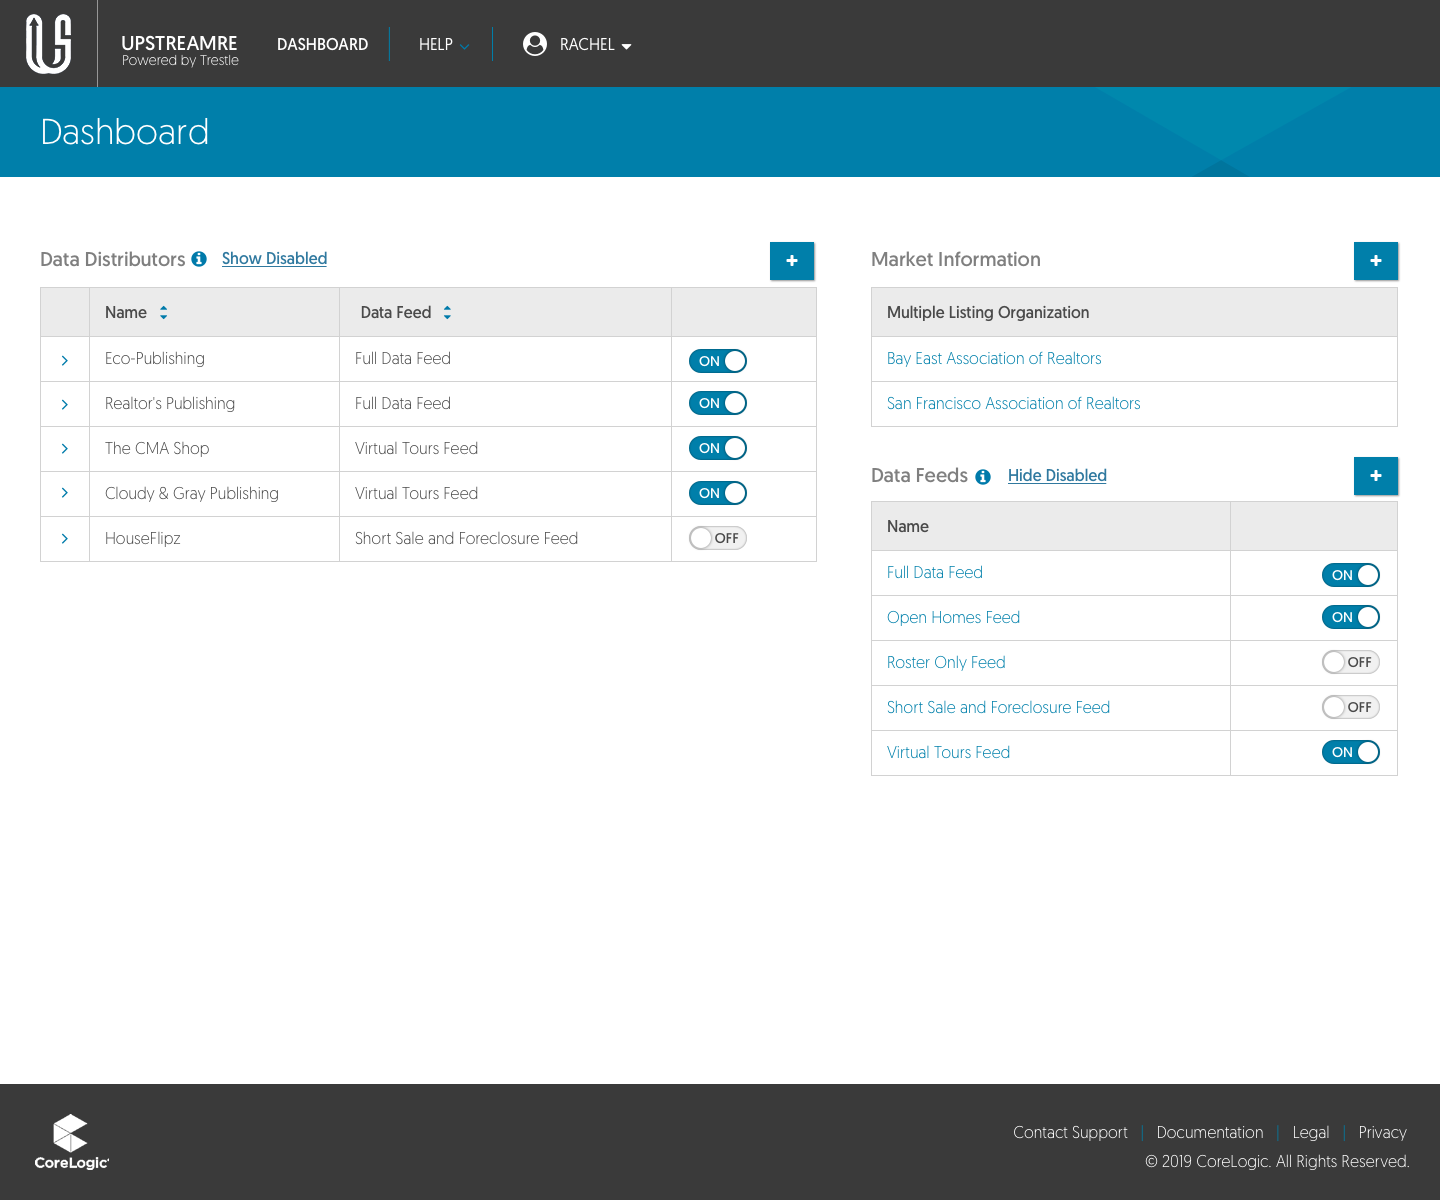 UPSTREAMRE
Powered by Trestle
DASHBOARD
HELP
RACHEL
Dashboard
Data Distributors
Show Disabled
Name
Data Feed
Eco-Publishing
Full Data Feed
ON
Realtor's Publishing
Full Data Feed
ON
The CMA Shop
Virtual Tours Feed
ON
Cloudy & Gray Publishing
Virtual Tours Feed
ON
HouseFlipz
Short Sale and Foreclosure Feed
OFF
Market Information
Multiple Listing Organization
Bay East Association of Realtors
San Francisco Association of Realtors
Data Feeds
Hide Disabled
Name
Full Data Feed
ON
Open Homes Feed
ON
Roster Only Feed
OFF
Short Sale and Foreclosure Feed
OFF
Virtual Tours Feed
ON
CoreLogic
Contact Support | Documentation | Legal | Privacy
© 2019 CoreLogic. All Rights Reserved.